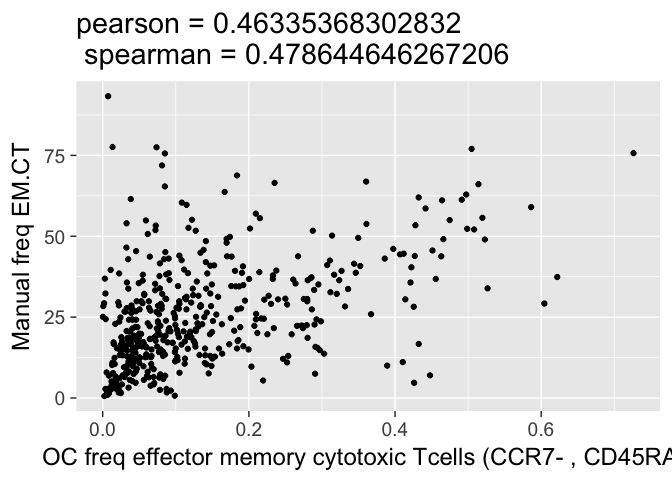 pearson = 0.46335368302832
spearman = 0.478644646267206
Manual freq EM.CT
75
50
25
0
0.0 0.2 0.4 0.6
OC freq effector memory cytotoxic Tcells (CCR7- , CD45RA